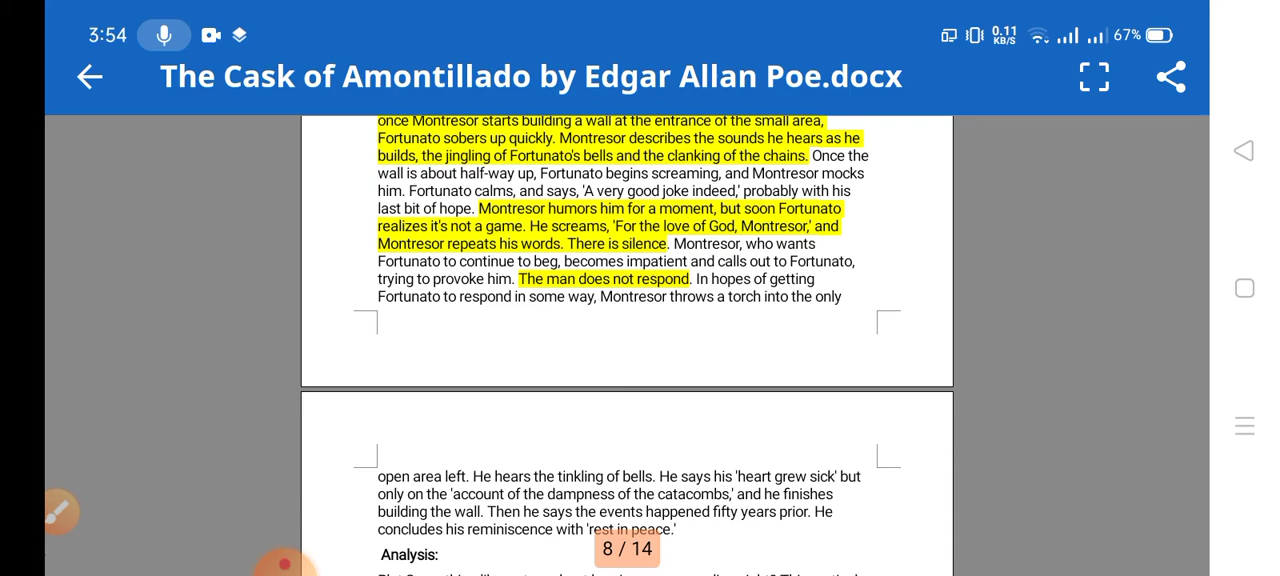 3:54
0.11
KB/S
67%
The Cask of Amontillado by Edgar Allan Poe.docx
once Montresor starts building a wall at the entrance of the small area,
Fortunato sobers up quickly. Montresor describes the sounds he hears as he
builds, the jingling of Fortunato's bells and the clanking of the chains. Once the
wall is about half-way up, Fortunato begins screaming, and Montresor mocks
him. Fortunato calms, and says, 'A very good joke indeed,' probably with his
last bit of hope. Montresor humors him for a moment, but soon Fortunato
realizes it's not a game. He screams, 'For the love of God, Montresor,' and
Montresor repeats his words. There is silence. Montresor, who wants
Fortunato to continue to beg, becomes impatient and calls out to Fortunato,
trying to provoke him. The man does not respond. In hopes of getting
Fortunato to respond in some way, Montresor throws a torch into the only
open area left. He hears the tinkling of bells. He says his 'heart grew sick' but
only on the 'account of the dampness of the catacombs,' and he finishes
building the wall. Then he says the events happened fifty years prior. He
concludes his reminiscence with 'rest in peace.'
8 / 14
Analysis: